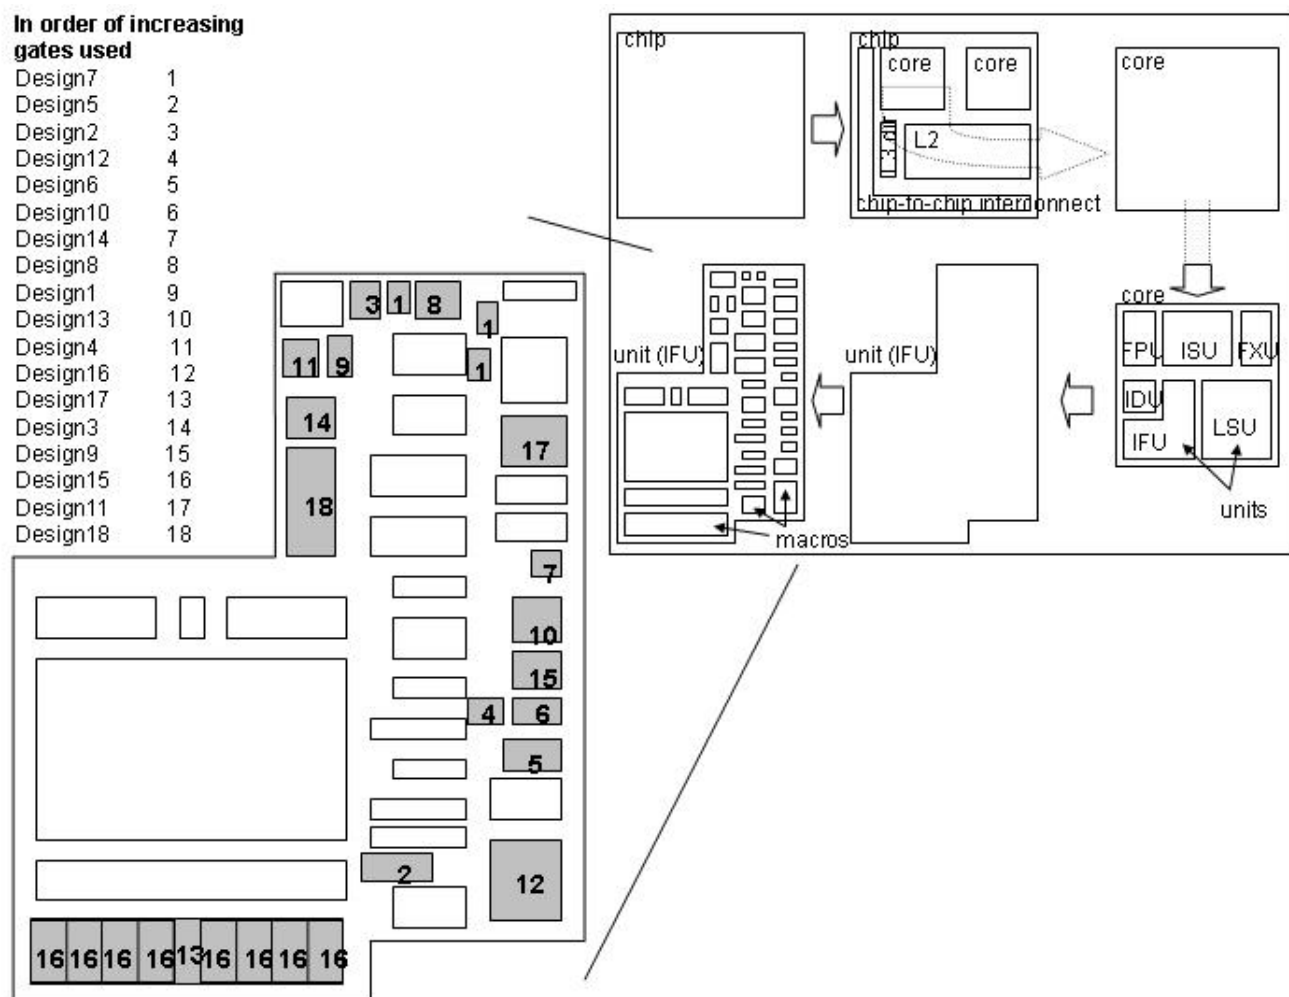 In order of increasing
gates used
Design7 1
Design5 2
Design2 3
Design12 4
Design6 5
Design10 6
Design14 7
Design8 8
Design1 9
Design13 10
Design4 11
Design16 12
Design17 13
Design3 14
Design9 15
Design15 16
Design11 17
Design18 18
3 1 8
1
11 9 1
14
17
18
7
10
15
4 6
5
2
12
16 16 16 16 13 16 16 16 16
chip
chip
core core
L2
chip-to-chip interconnect
core
core
FPU ISU FXU
IDU
IFU LSU
units
unit (IFU)
unit (IFU)
macros